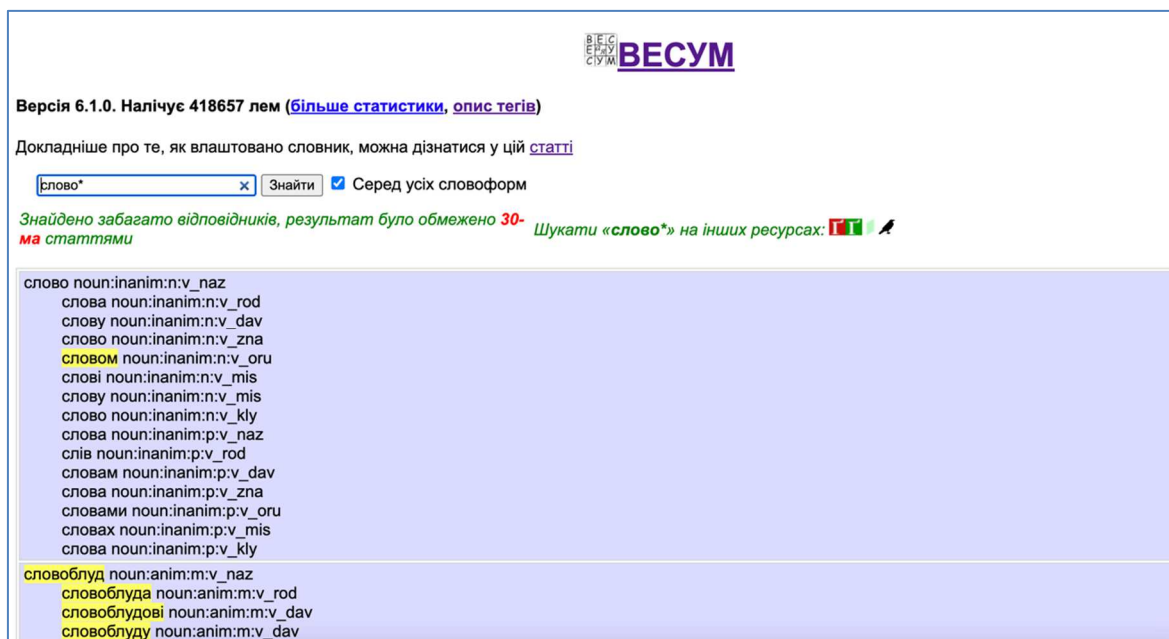 ВЕСУМ
Версія 6.1.0. Налічує 418657 лем (більше статистики, опис тегів)
Докладніше про те, як влаштовано словник, можна дізнатися у цій статті
слово* × Знайти Серед усіх словоформ
Знайдено забагато відповідників, результат було обмежено 30-
ма статтями
Шукати «слово*» на інших ресурсах:
слово noun:inanim:n:v_naz
слова noun:inanim:n:v_rod
слову noun:inanim:n:v_dav
слово noun:inanim:n:v_zna
словом noun:inanim:n:v_oru
слові noun:inanim:n:v_mis
слову noun:inanim:n:v_mis
слово noun:inanim:n:v_kly
слова noun:inanim:p:v_naz
слів noun:inanim:p:v_rod
словам noun:inanim:p:v_dav
слова noun:inanim:p:v_zna
словами noun:inanim:p:v_oru
словах noun:inanim:p:v_mis
слова noun:inanim:p:v_kly
словоблуд noun:anim:m:v_naz
словоблуда noun:anim:m:v_rod
словоблудові noun:anim:m:v_dav
словоблуду noun:anim:m:v_dav